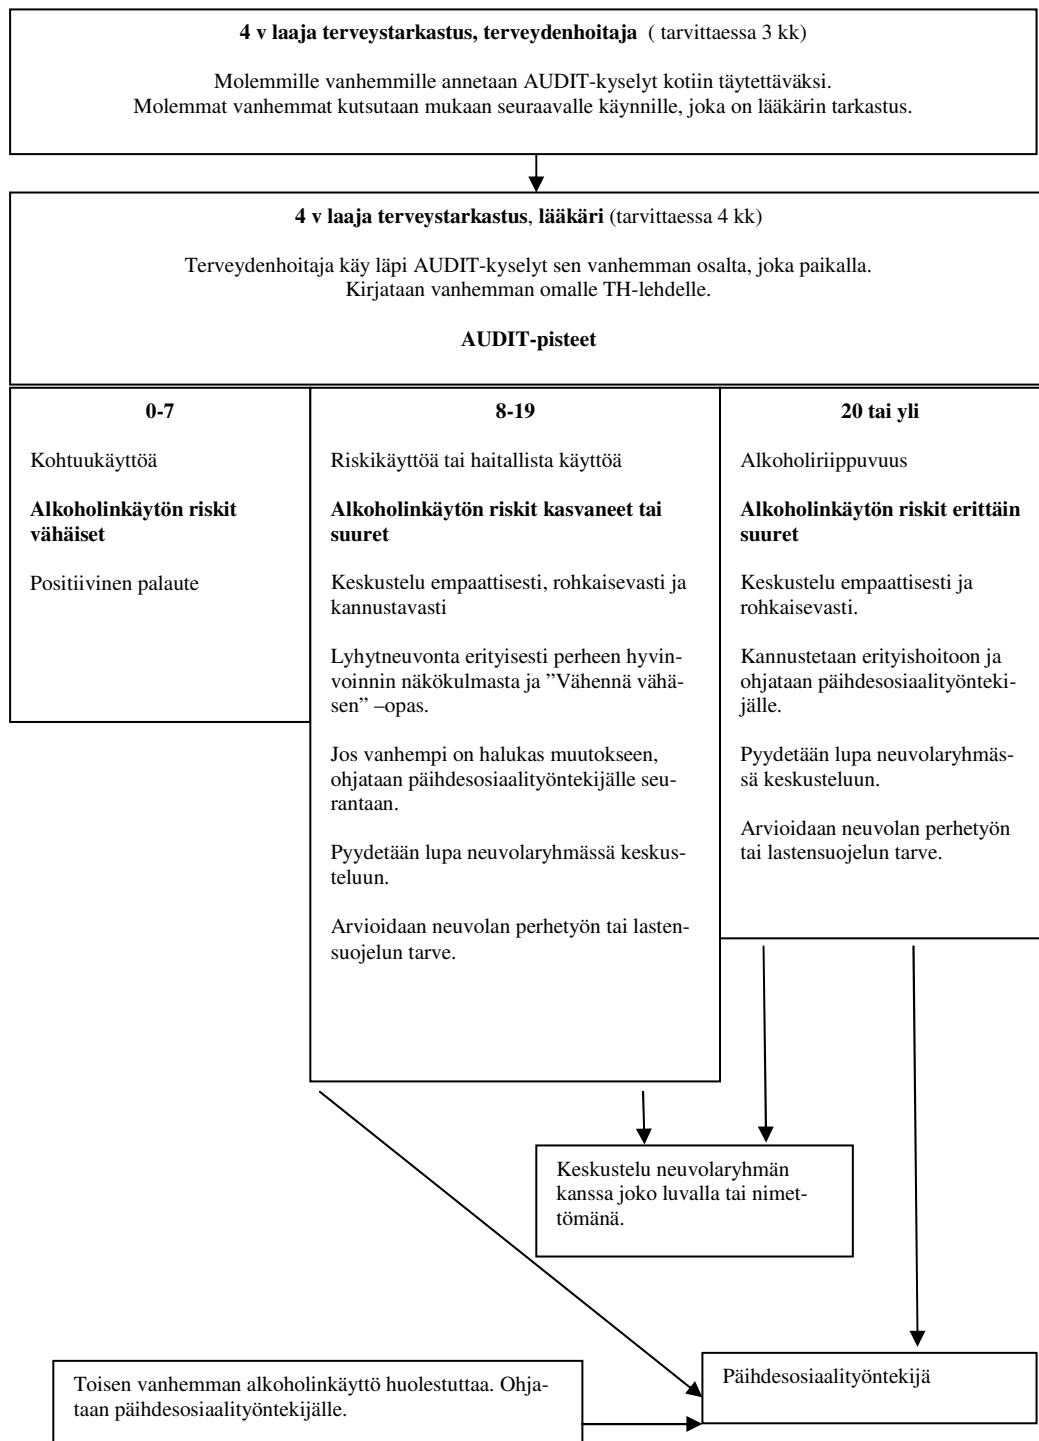 4 v laaja terveystarkastus, terveydenhoitaja ( tarvittaessa 3 kk)
Molemmille vanhemmille annetaan AUDIT-kyselyt kotiin täytettäväksi.
Molemmat vanhemmat kutsutaan mukaan seuraavalle käynnille, joka on lääkärin tarkastus.
4 v laaja terveystarkastus, lääkäri (tarvittaessa 4 kk)
Terveydenhoitaja käy läpi AUDIT-kyselyt sen vanhemman osalta, joka paikalla.
Kirjataan vanhemman omalle TH-lehdelle.
AUDIT-pisteet
0-7
Kohtuukäyttöä
Alkoholinkäytön riskit
vähäiset
Positiivinen palaute
8-19
Riskikäyttöä tai haitallista käyttöä
Alkoholinkäytön riskit kasvaneet tai
suuret
Keskustelu empaattisesti, rohkaisevasti ja
kannustavasti
Lyhytneuvonta erityisesti perheen hyvin-
voinnin näkökulmasta ja ”Vähennä vähä-
sen” –opas.
Jos vanhempi on halukas muutokseen,
ohjataan päihdesosiaalityöntekijälle seu-
rantaan.
Pyydetään lupa neuvolaryhmässä keskus-
teluun.
Arvioidaan neuvolan perhetyön tai lasten-
suojelun tarve.
20 tai yli
Alkoholiriippuvuus
Alkoholinkäytön riskit erittäin
suuret
Keskustelu empaattisesti ja
rohkaisevasti.
Kannustetaan erityishoitoon ja
ohjataan päihdesosiaalityönteki-
jälle.
Pyydetään lupa neuvolaryhmäs-
sä keskusteluun.
Arvioidaan neuvolan perhetyön
tai lastensuojelun tarve.
Keskustelu neuvolaryhmän
kanssa joko luvalla tai nimet-
tömänä.
Toisen vanhemman alkoholinkäyttö huolestuttaa. Ohja-
taan päihdesosiaalityöntekijälle.
Päihdesosiaalityöntekijä